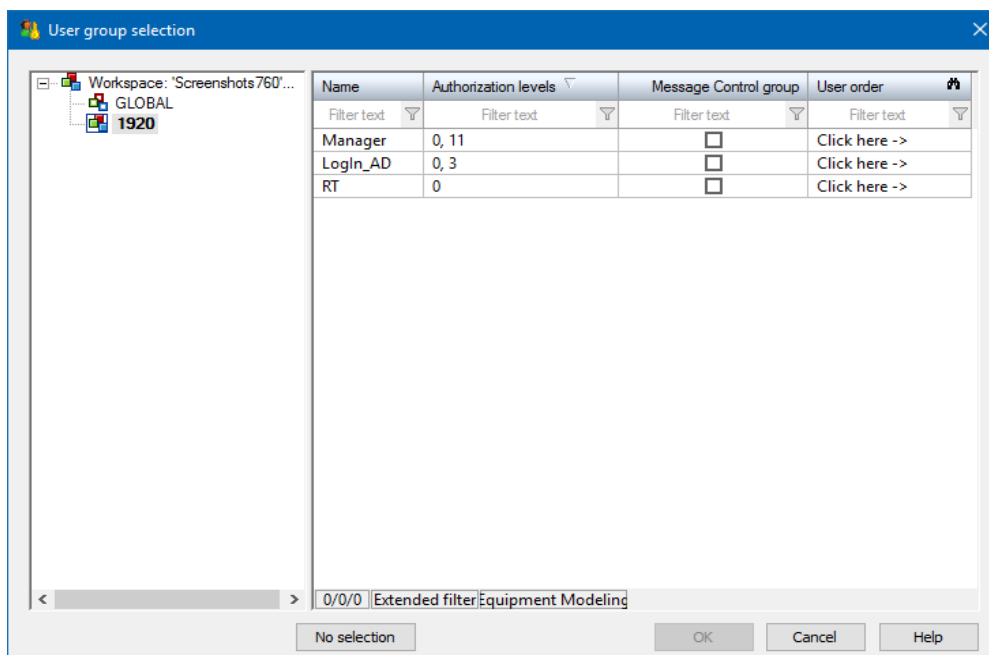 User group selection
Workspace: 'Screenshots760'...
GLOBAL
1920
Name Authorization levels Message Control group User order
Filter text Filter text Filter text Filter text
Manager 0, 11 Click here ->
LogIn_AD 0, 3 Click here ->
RT 0 Click here ->
0/0/0 Extended filter Equipment Modeling
No selection OK Cancel Help